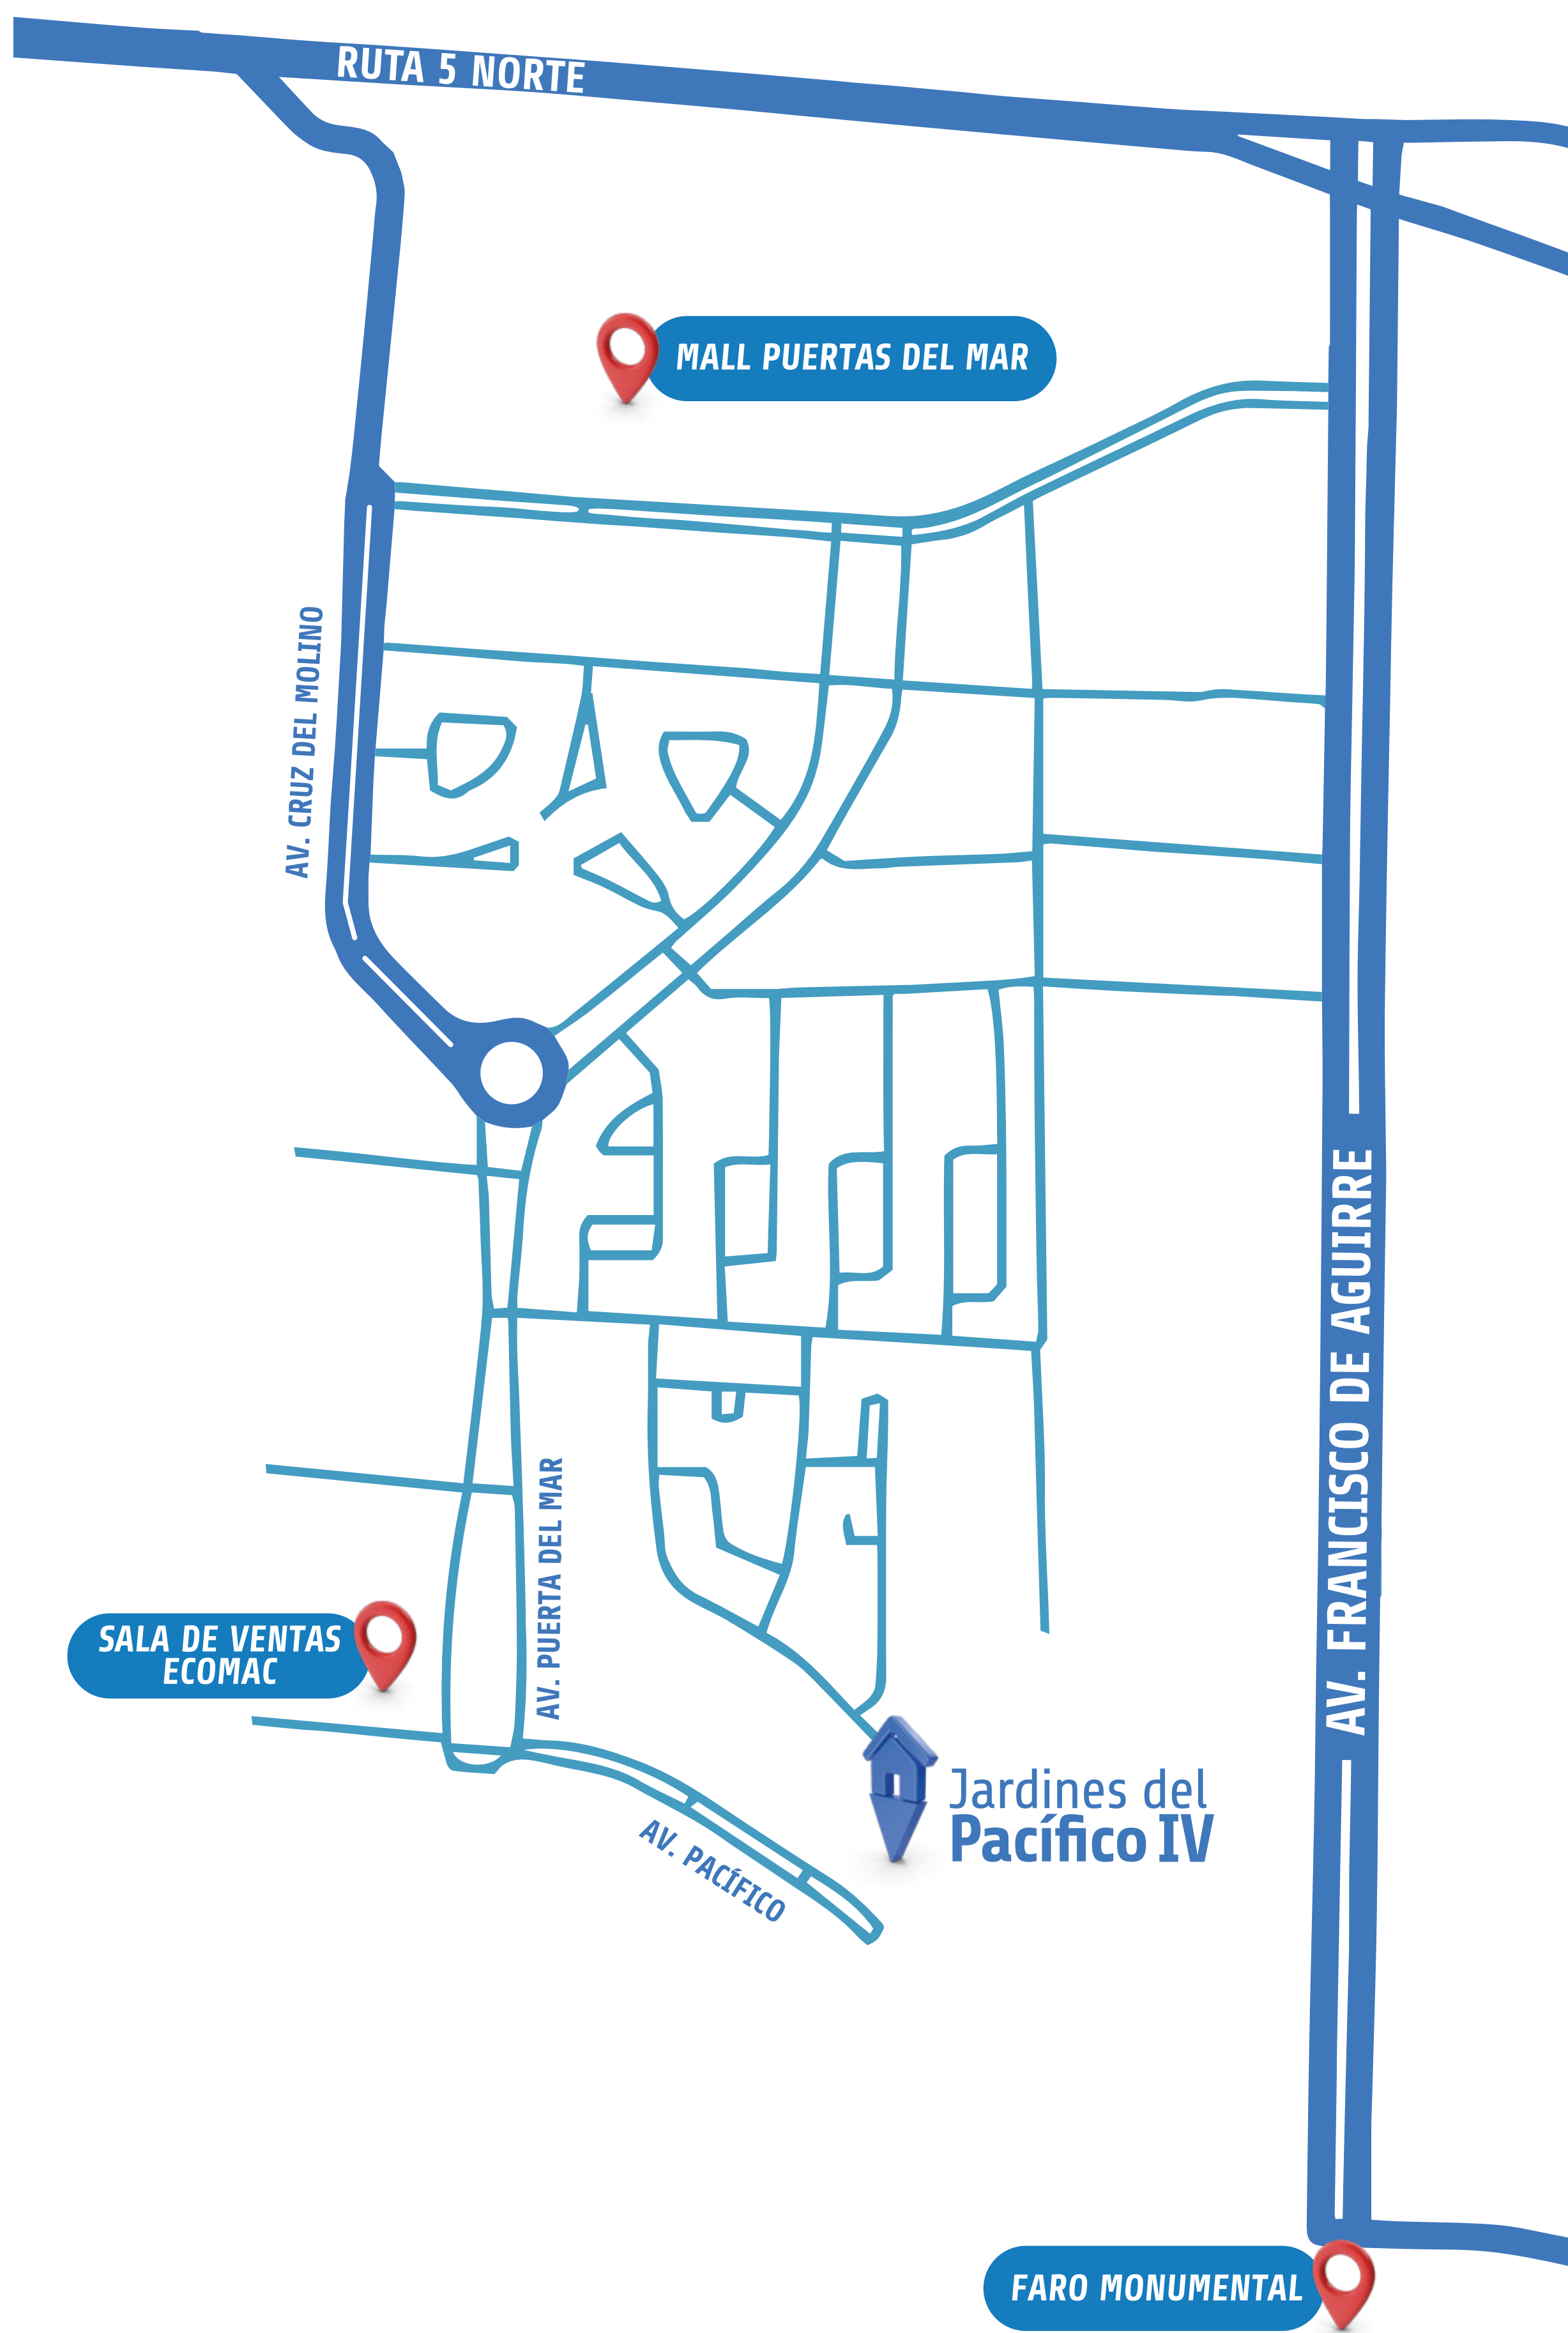 RUTA 5 NORTE
MALL PUERTAS DEL MAR
AV. CRUZ DEL MOLINO
AV. FRANCISCO DE AGUIRRE
AV. PUERTA DEL MAR
SALA DE VENTAS
ECOMAC
Jardines del
Pacífico IV
AV. PACÍFICO
FARO MONUMENTAL